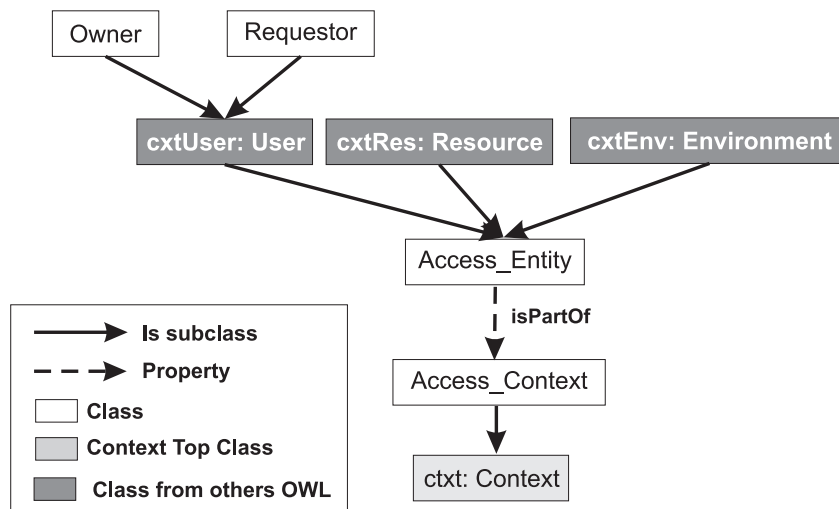 Owner
Requestor
cxtUser: User
cxtRes: Resource
cxtEnv: Environment
Access_Entity
isPartOf
Access_Context
ctxt: Context
Is subclass
Property
Class
Context Top Class
Class from others OWL